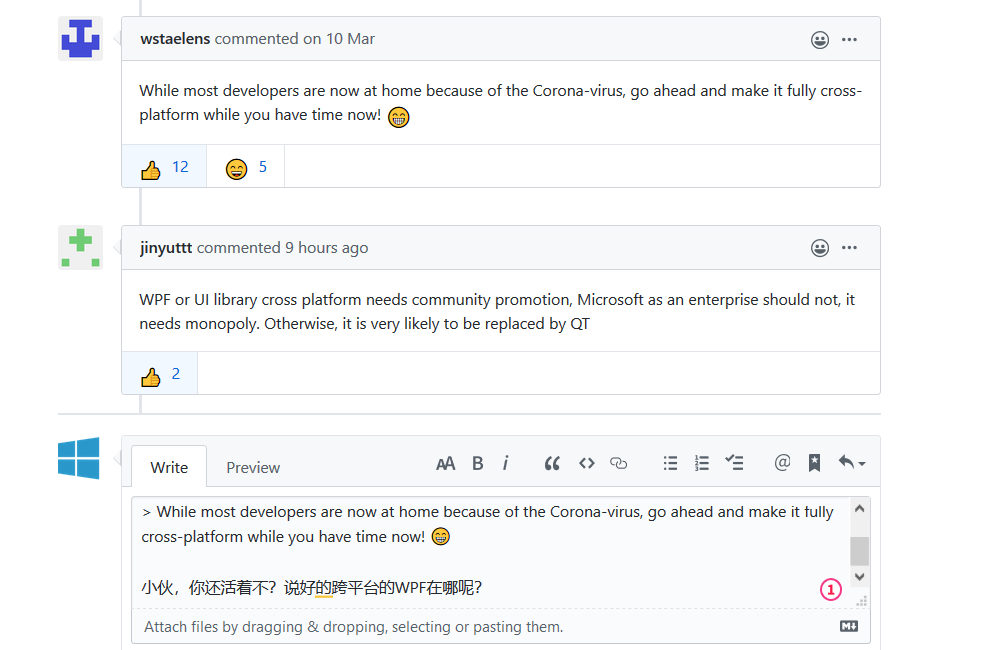 wstaelens commented on 10 Mar
While most developers are now at home because of the Corona-virus, go ahead and make it fully cross-
platform while you have time now! 😁
👍 12 😄 5
jinyuttt commented 9 hours ago
WPF or UI library cross platform needs community promotion, Microsoft as an enterprise should not, it
needs monopoly. Otherwise, it is very likely to be replaced by QT
👍 2
Write Preview AA B i “ <> @
> While most developers are now at home because of the Corona-virus, go ahead and make it fully
cross-platform while you have time now! 😁
小伙，你还活着不？说好的跨平台的WPF在哪呢？
1
Attach files by dragging & dropping, selecting or pasting them. M↓